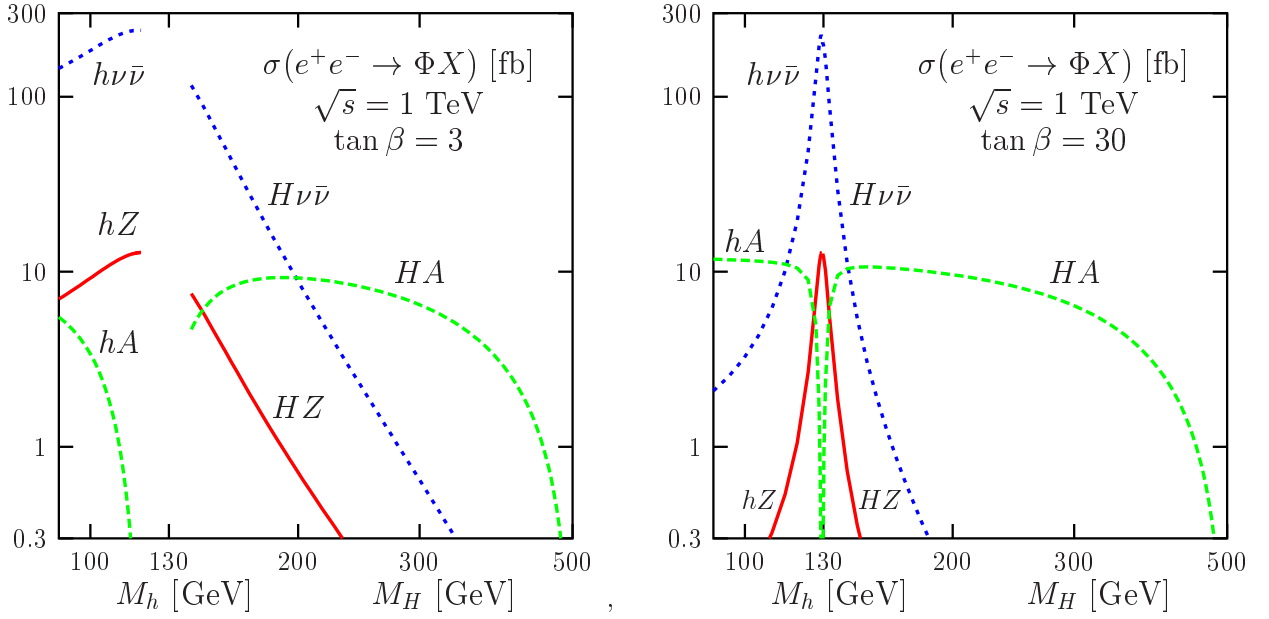 300
100
10
1
0.3
hνν̄
σ(e⁺e⁻ → ΦX) [fb]
√s = 1 TeV
tan β = 3
Hνν̄
hZ
HA
hA
HZ
100 130 200 300 500
M_h [GeV] M_H [GeV]
,
300
100
10
1
0.3
hνν̄
σ(e⁺e⁻ → ΦX) [fb]
√s = 1 TeV
tan β = 30
Hνν̄
hA
HA
hZ
HZ
100 130 200 300 500
M_h [GeV] M_H [GeV]